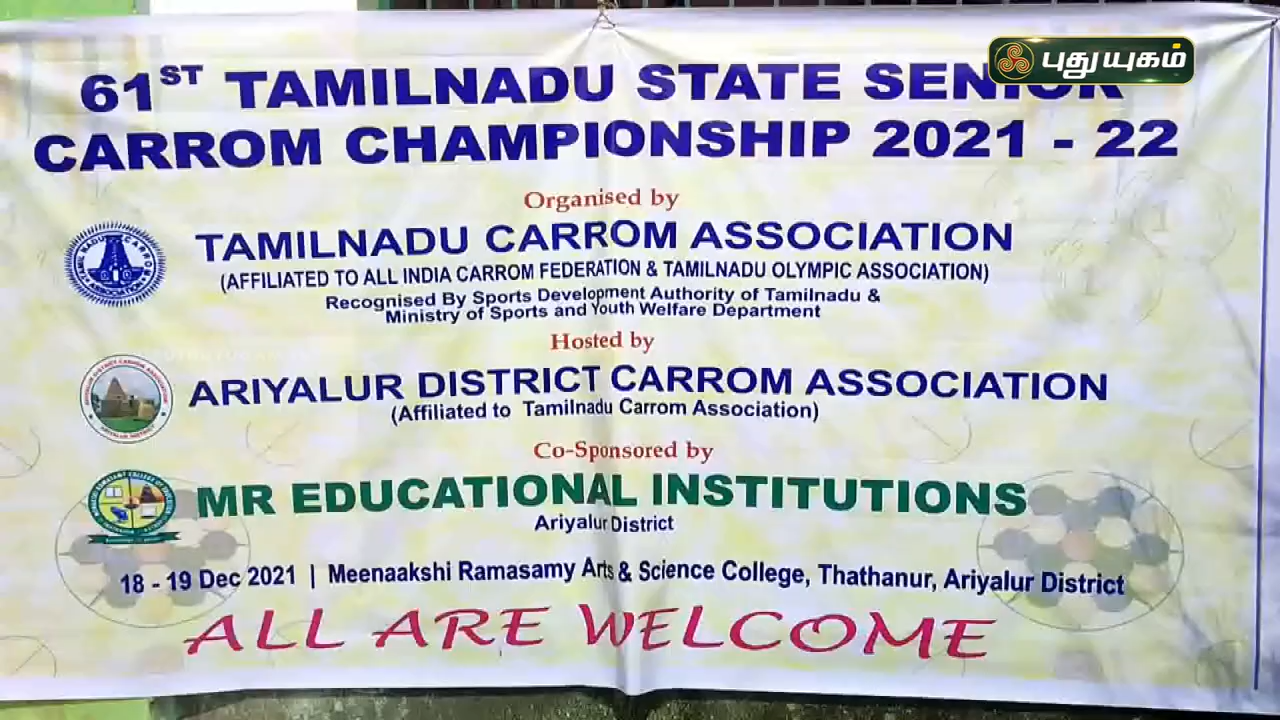 புதுயுகம்
61ST TAMILNADU STATE SENIOR
CARROM CHAMPIONSHIP 2021 - 22
Organised by
TAMILNADU CARROM ASSOCIATION
(AFFILIATED TO ALL INDIA CARROM FEDERATION & TAMILNADU OLYMPIC ASSOCIATION)
Recognised By Sports Development Authority of Tamilnadu &
Ministry of Sports and Youth Welfare Department
Hosted by
ARIYALUR DISTRICT CARROM ASSOCIATION
(Affiliated to Tamilnadu Carrom Association)
Co-Sponsored by
MR EDUCATIONAL INSTITUTIONS
Ariyalur District
18 - 19 Dec 2021 | Meenaakshi Ramasamy Arts & Science College, Thathanur, Ariyalur District
ALL ARE WELCOME